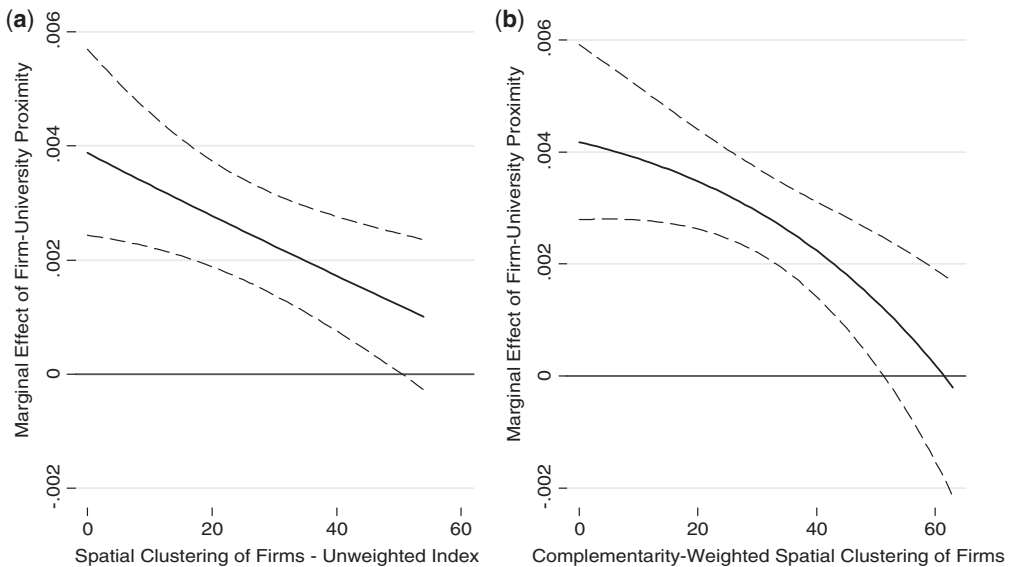 (a)
Marginal Effect of Firm-University Proximity
.006
.004
.002
0
-.002
0 20 40 60
Spatial Clustering of Firms - Unweighted Index
(b)
Marginal Effect of Firm-University Proximity
.006
.004
.002
0
-.002
0 20 40 60
Complementarity-Weighted Spatial Clustering of Firms